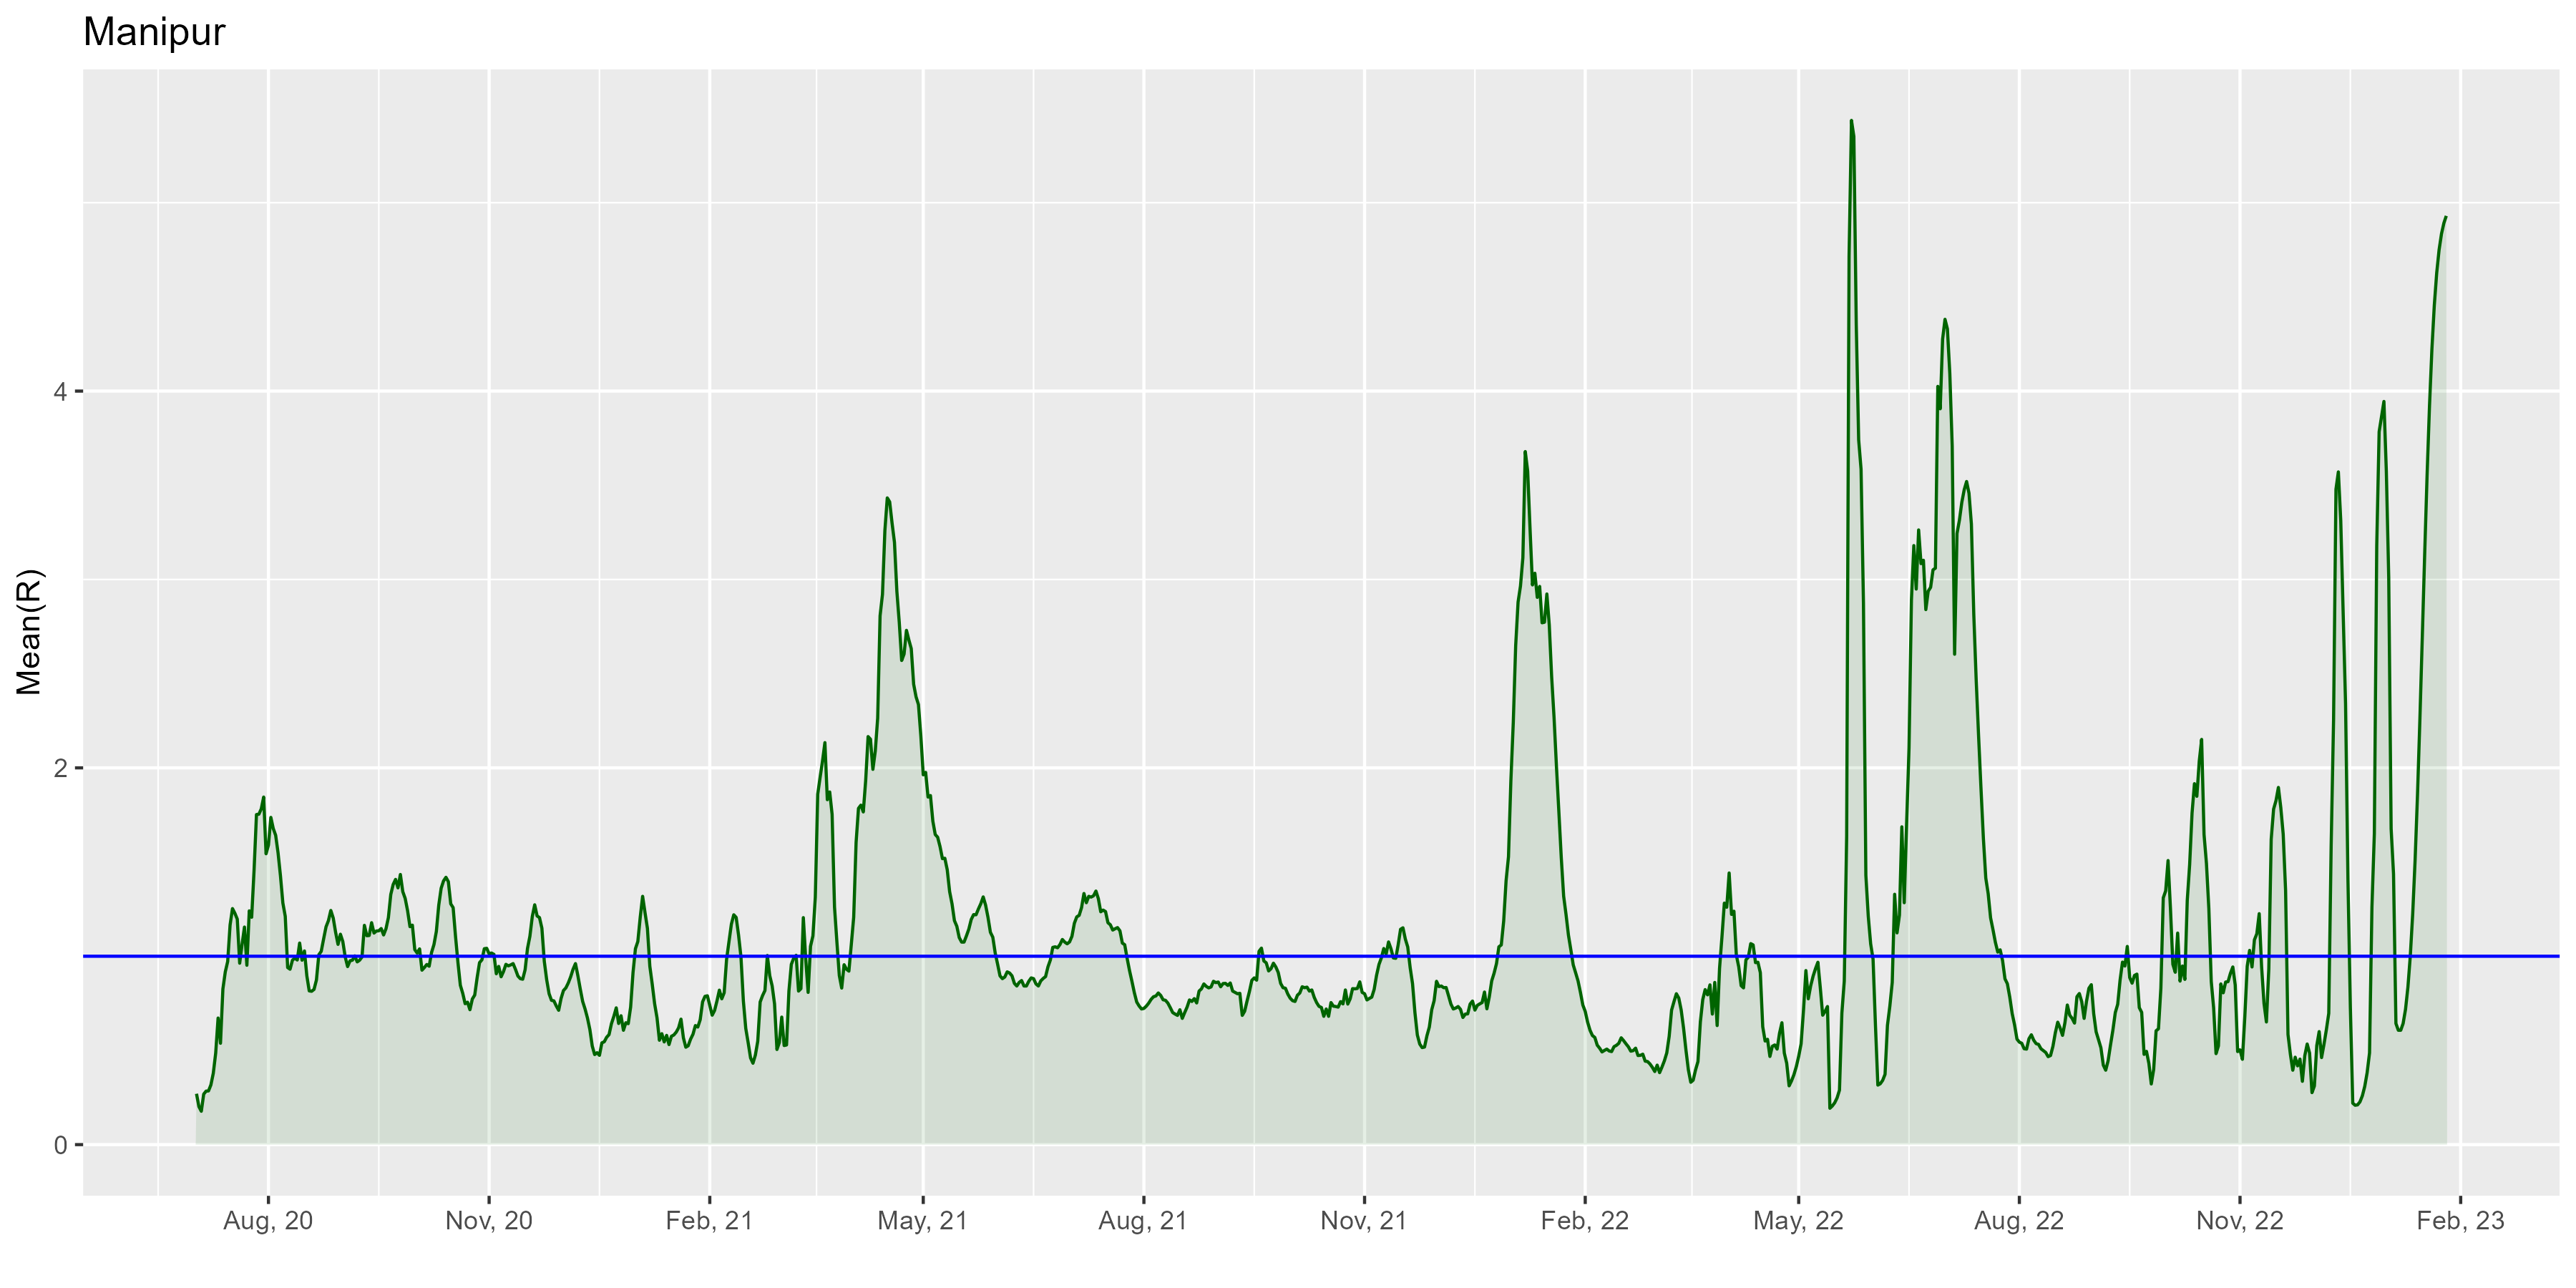 Manipur
Mean(R)
4
2
0
Aug, 20
Nov, 20
Feb, 21
May, 21
Aug, 21
Nov, 21
Feb, 22
May, 22
Aug, 22
Nov, 22
Feb, 23